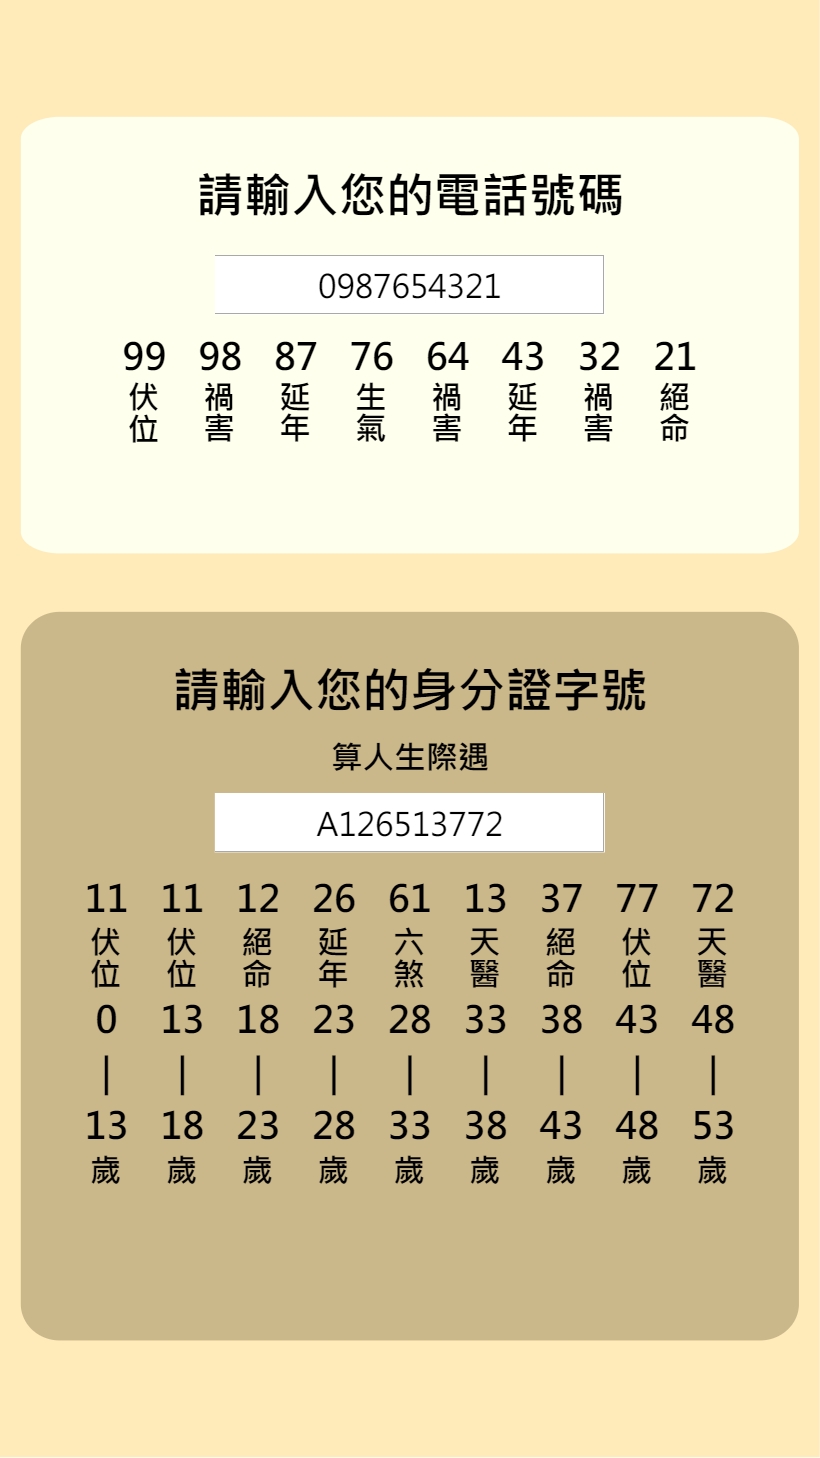 請輸入您的電話號碼
0987654321
99 98 87 76 64 43 32 21
伏位 禍害 延年 生氣 禍害 延年 禍害 絕命
請輸入您的身分證字號
算人生際遇
A126513772
11 11 12 26 61 13 37 77 72
伏位 伏位 絕命 延年 六煞 天醫 絕命 伏位 天醫
0 13 18 23 28 33 38 43 48
| | | | | | | | |
13 18 23 28 33 38 43 48 53
歲 歲 歲 歲 歲 歲 歲 歲 歲